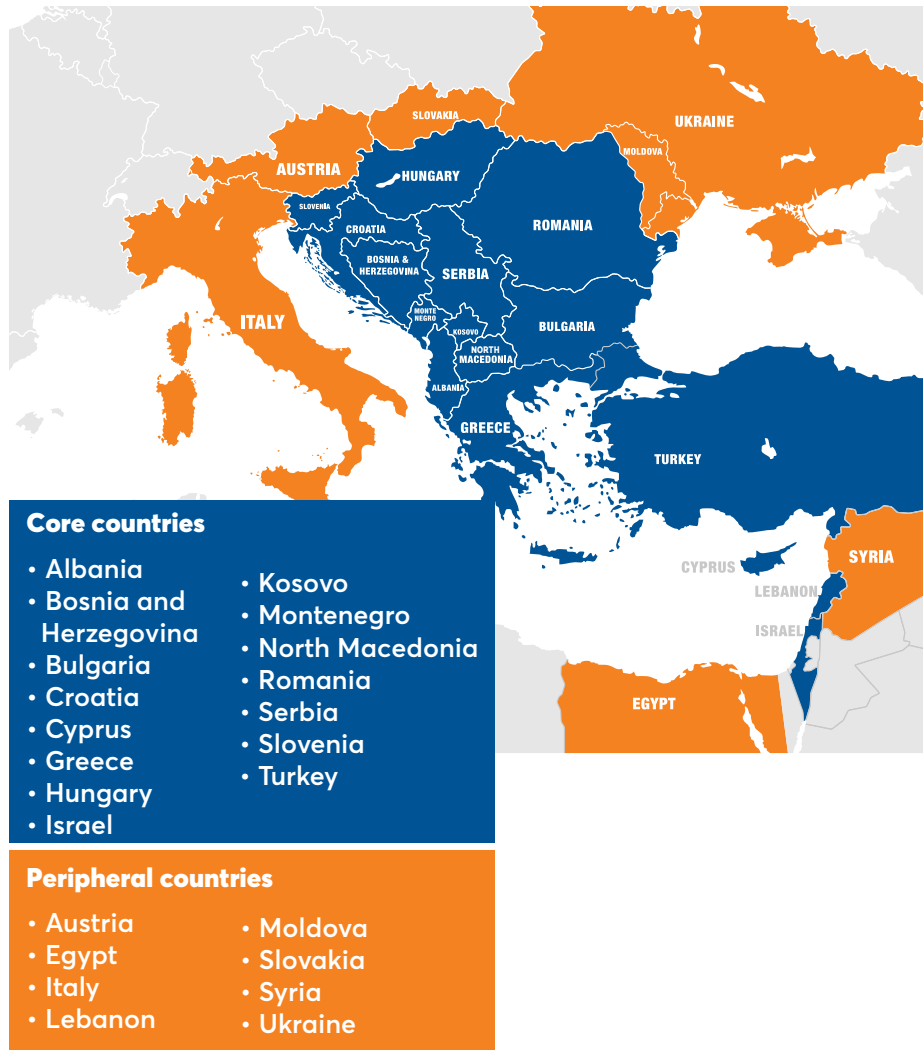 SLOVAKIA
UKRAINE
MOLDOVA
AUSTRIA
HUNGARY
SLOVENIA
CROATIA
ROMANIA
BOSNIA &
HERZEGOVINA
SERBIA
ITALY
MONTE
NEGRO
KOSOVO
BULGARIA
NORTH
MACEDONIA
ALBANIA
GREECE
TURKEY
CYPRUS
SYRIA
LEBANON
ISRAEL
EGYPT
Core countries
• Albania
• Bosnia and
Herzegovina
• Bulgaria
• Croatia
• Cyprus
• Greece
• Hungary
• Israel
• Kosovo
• Montenegro
• North Macedonia
• Romania
• Serbia
• Slovenia
• Turkey
Peripheral countries
• Austria
• Egypt
• Italy
• Lebanon
• Moldova
• Slovakia
• Syria
• Ukraine